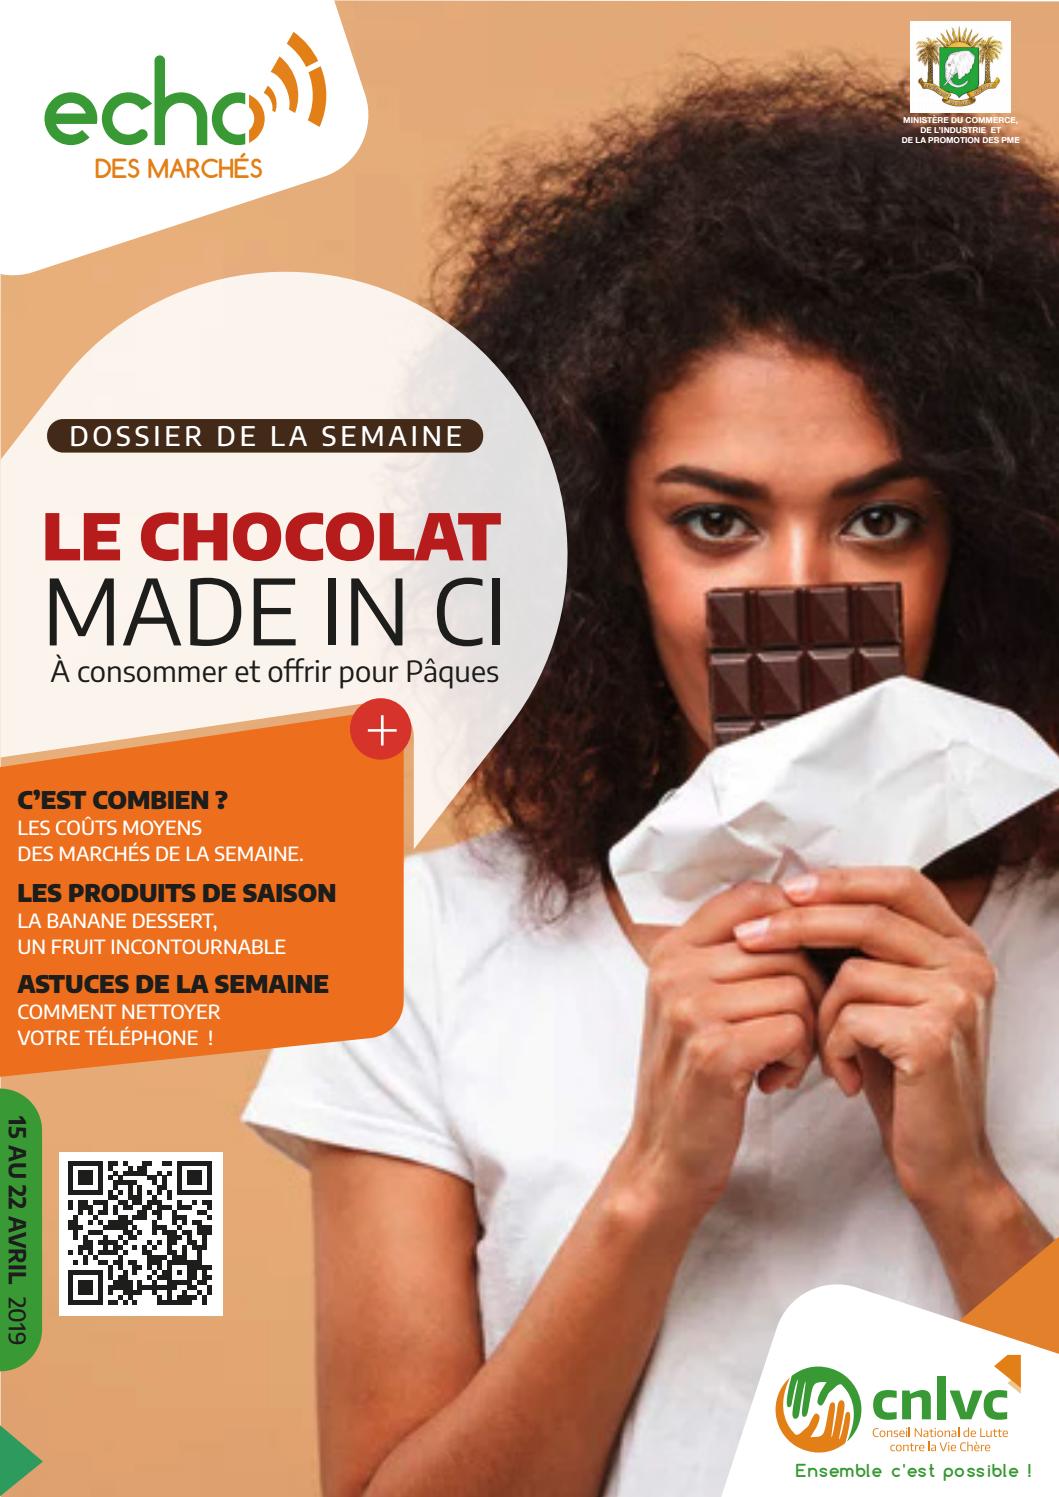 echo
DES MARCHÉS
MINISTÈRE DU COMMERCE,
DE L'INDUSTRIE ET
DE LA PROMOTION DES PME
DOSSIER DE LA SEMAINE
LE CHOCOLAT
MADE IN CI
À consommer et offrir pour Pâques
+
C'EST COMBIEN ?
LES COÛTS MOYENS
DES MARCHÉS DE LA SEMAINE.
LES PRODUITS DE SAISON
LA BANANE DESSERT,
UN FRUIT INCONTOURNABLE
ASTUCES DE LA SEMAINE
COMMENT NETTOYER
VOTRE TÉLÉPHONE !
15 AU 22 AVRIL 2019
cnlvc
Conseil National de Lutte
contre la Vie Chère
Ensemble c'est possible !